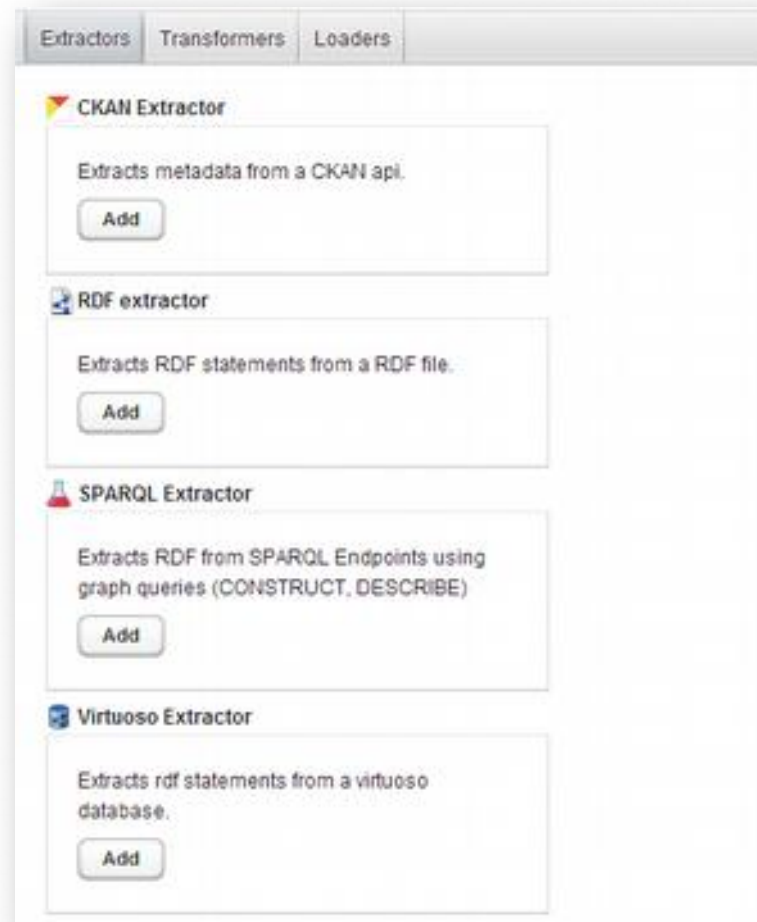 Extractors Transformers Loaders
CKAN Extractor
Extracts metadata from a CKAN api.
Add
RDF extractor
Extracts RDF statements from a RDF file.
Add
SPARQL Extractor
Extracts RDF from SPARQL Endpoints using
graph queries (CONSTRUCT, DESCRIBE)
Add
Virtuoso Extractor
Extracts rdf statements from a virtuoso
database.
Add